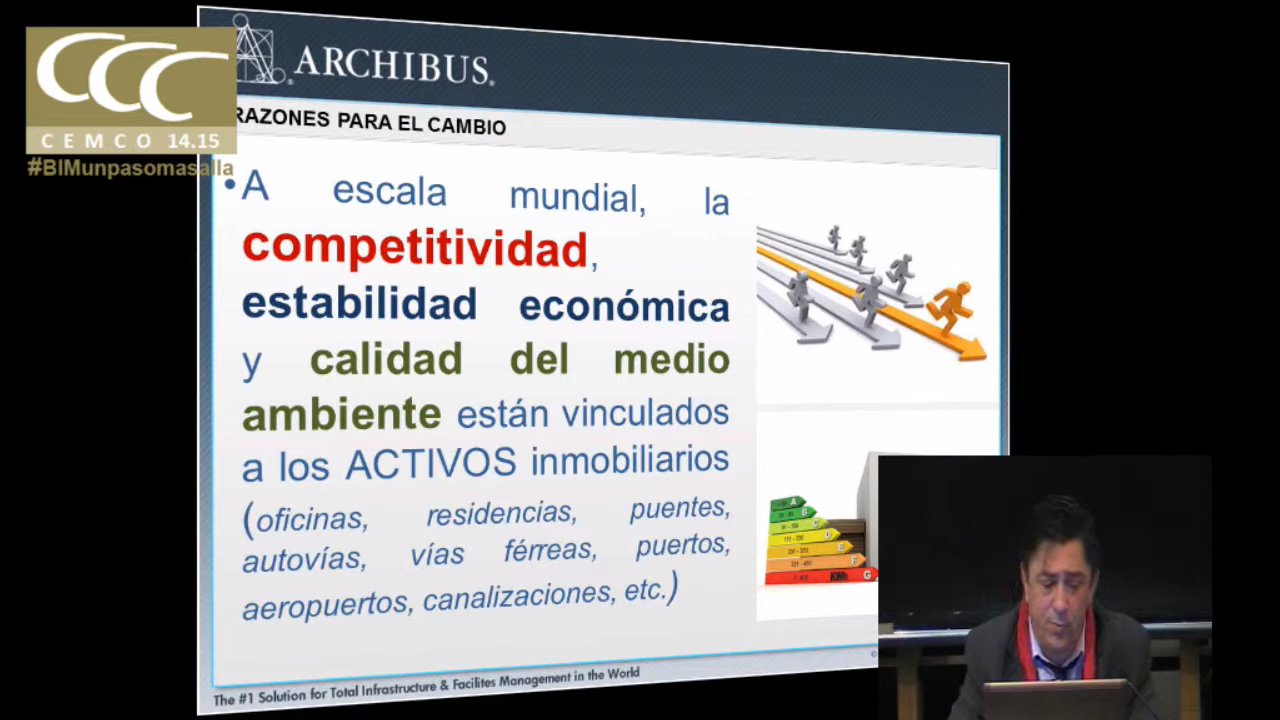 ARCHIBUS
CCC
CEMCO 14.15
#BIMunpasomasalla
RAZONES PARA EL CAMBIO
• A escala mundial, la
competitividad,
estabilidad económica
y calidad del medio
ambiente están vinculados
a los ACTIVOS inmobiliarios
(oficinas, residencias, puentes,
autovías, vías férreas, puertos,
aeropuertos, canalizaciones, etc.)
A
B
C
D
E
F
G
KWh
The #1 Solution for Total Infrastructure & Facilites Management in the World